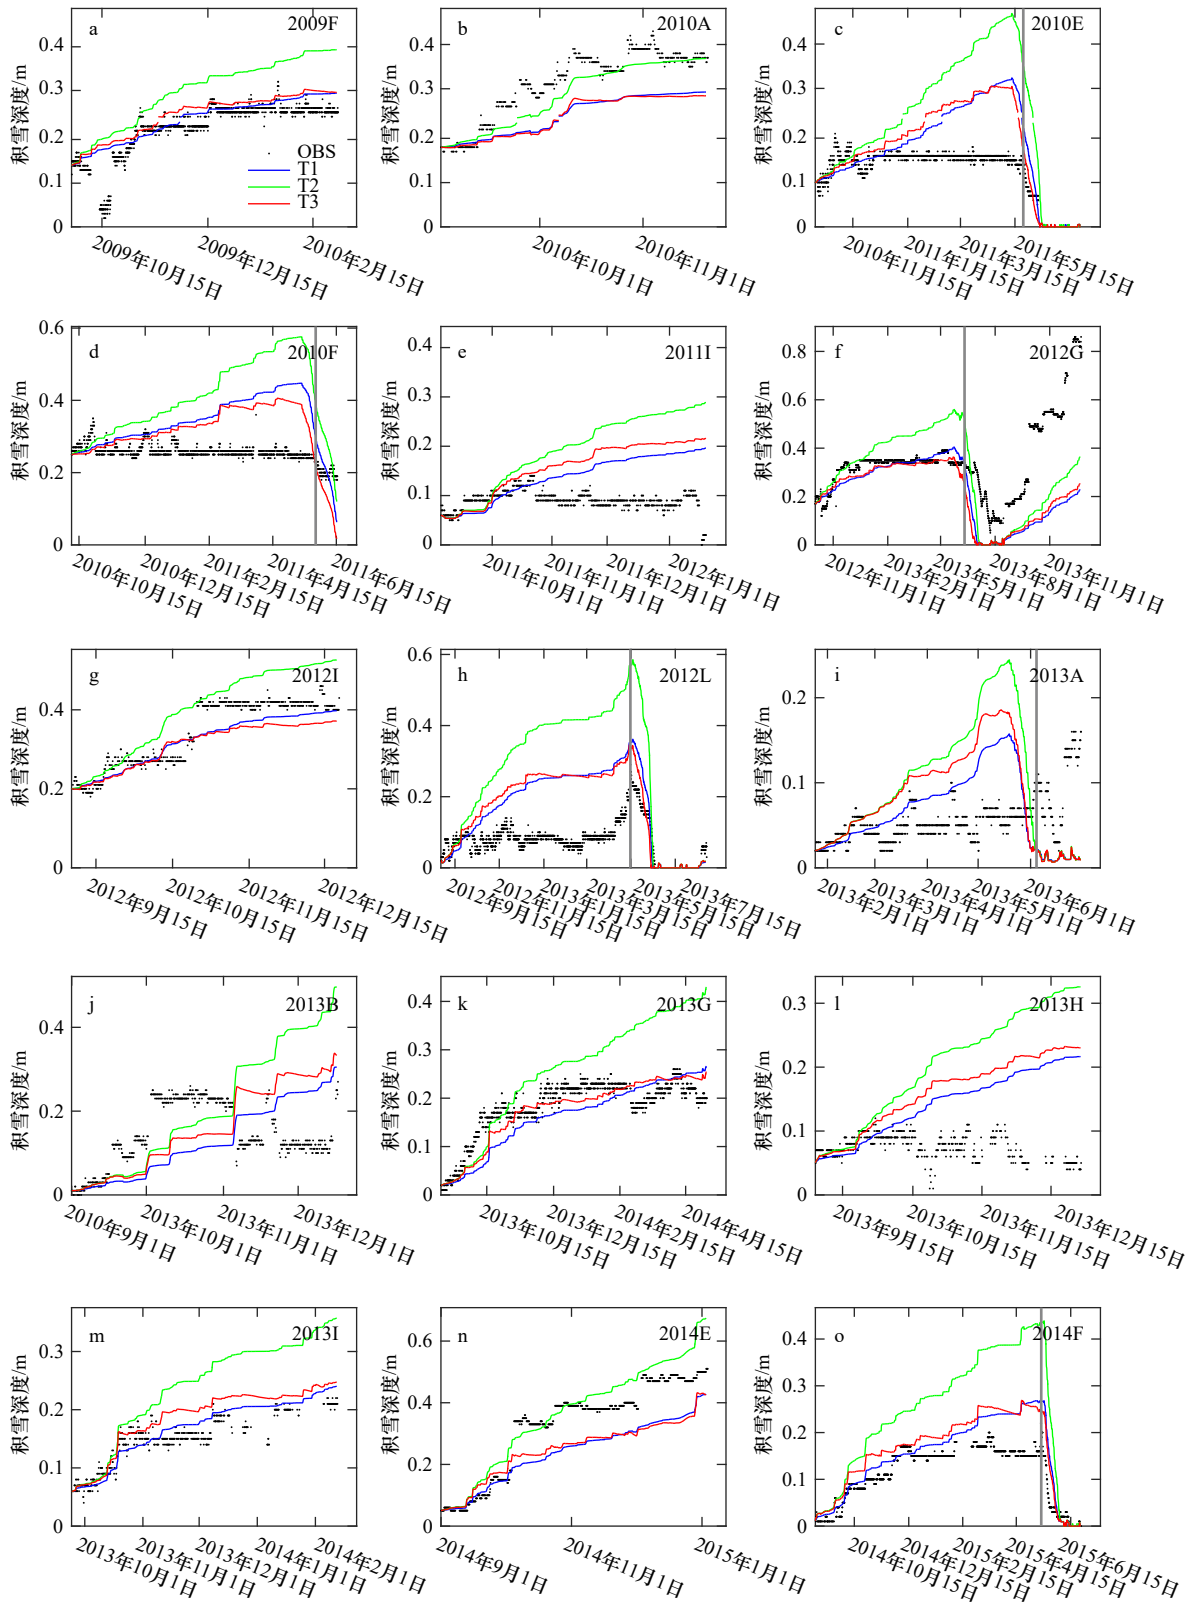 a
2009F
积雪深度/m
0.4
0.3
0.2
0.1
0
OBS
T1
T2
T3
2009年10月15日
2009年12月15日
2010年2月15日
b
2010A
积雪深度/m
0.4
0.3
0.2
0.1
0
2010年10月1日
2010年11月1日
c
2010E
积雪深度/m
0.4
0.3
0.2
0.1
0
2010年11月15日
2011年1月15日
2011年3月15日
2011年5月15日
d
2010F
积雪深度/m
0.6
0.4
0.2
0
2010年10月15日
2010年12月15日
2011年2月15日
2011年4月15日
2011年6月15日
e
2011I
积雪深度/m
0.4
0.3
0.2
0.1
0
2011年10月1日
2011年11月1日
2011年12月1日
2012年1月1日
f
2012G
积雪深度/m
0.8
0.6
0.4
0.2
0
2012年11月1日
2013年2月1日
2013年5月1日
2013年8月1日
2013年11月1日
g
2012I
积雪深度/m
0.4
0.2
0
2012年9月15日
2012年10月15日
2012年11月15日
2012年12月15日
h
2012L
积雪深度/m
0.6
0.4
0.2
0
2012年9月15日
2012年11月15日
2013年1月15日
2013年3月15日
2013年5月15日
2013年7月15日
i
2013A
积雪深度/m
0.2
0.1
0
2013年2月1日
2013年3月1日
2013年4月1日
2013年5月1日
2013年6月1日
j
2013B
积雪深度/m
0.4
0.2
0
2010年9月1日
2013年10月1日
2013年11月1日
2013年12月1日
k
2013G
积雪深度/m
0.4
0.3
0.2
0.1
0
2013年10月15日
2013年12月15日
2014年2月15日
2014年4月15日
l
2013H
积雪深度/m
0.3
0.2
0.1
0
2013年9月15日
2013年10月15日
2013年11月15日
2013年12月15日
m
2013I
积雪深度/m
0.3
0.2
0.1
0
2013年10月1日
2013年11月1日
2013年12月1日
2014年1月1日
2014年2月1日
n
2014E
积雪深度/m
0.6
0.4
0.2
0
2014年9月1日
2014年11月1日
2015年1月1日
o
2014F
积雪深度/m
0.4
0.3
0.2
0.1
0
2014年10月15日
2014年12月15日
2015年2月15日
2015年4月15日
2015年6月15日